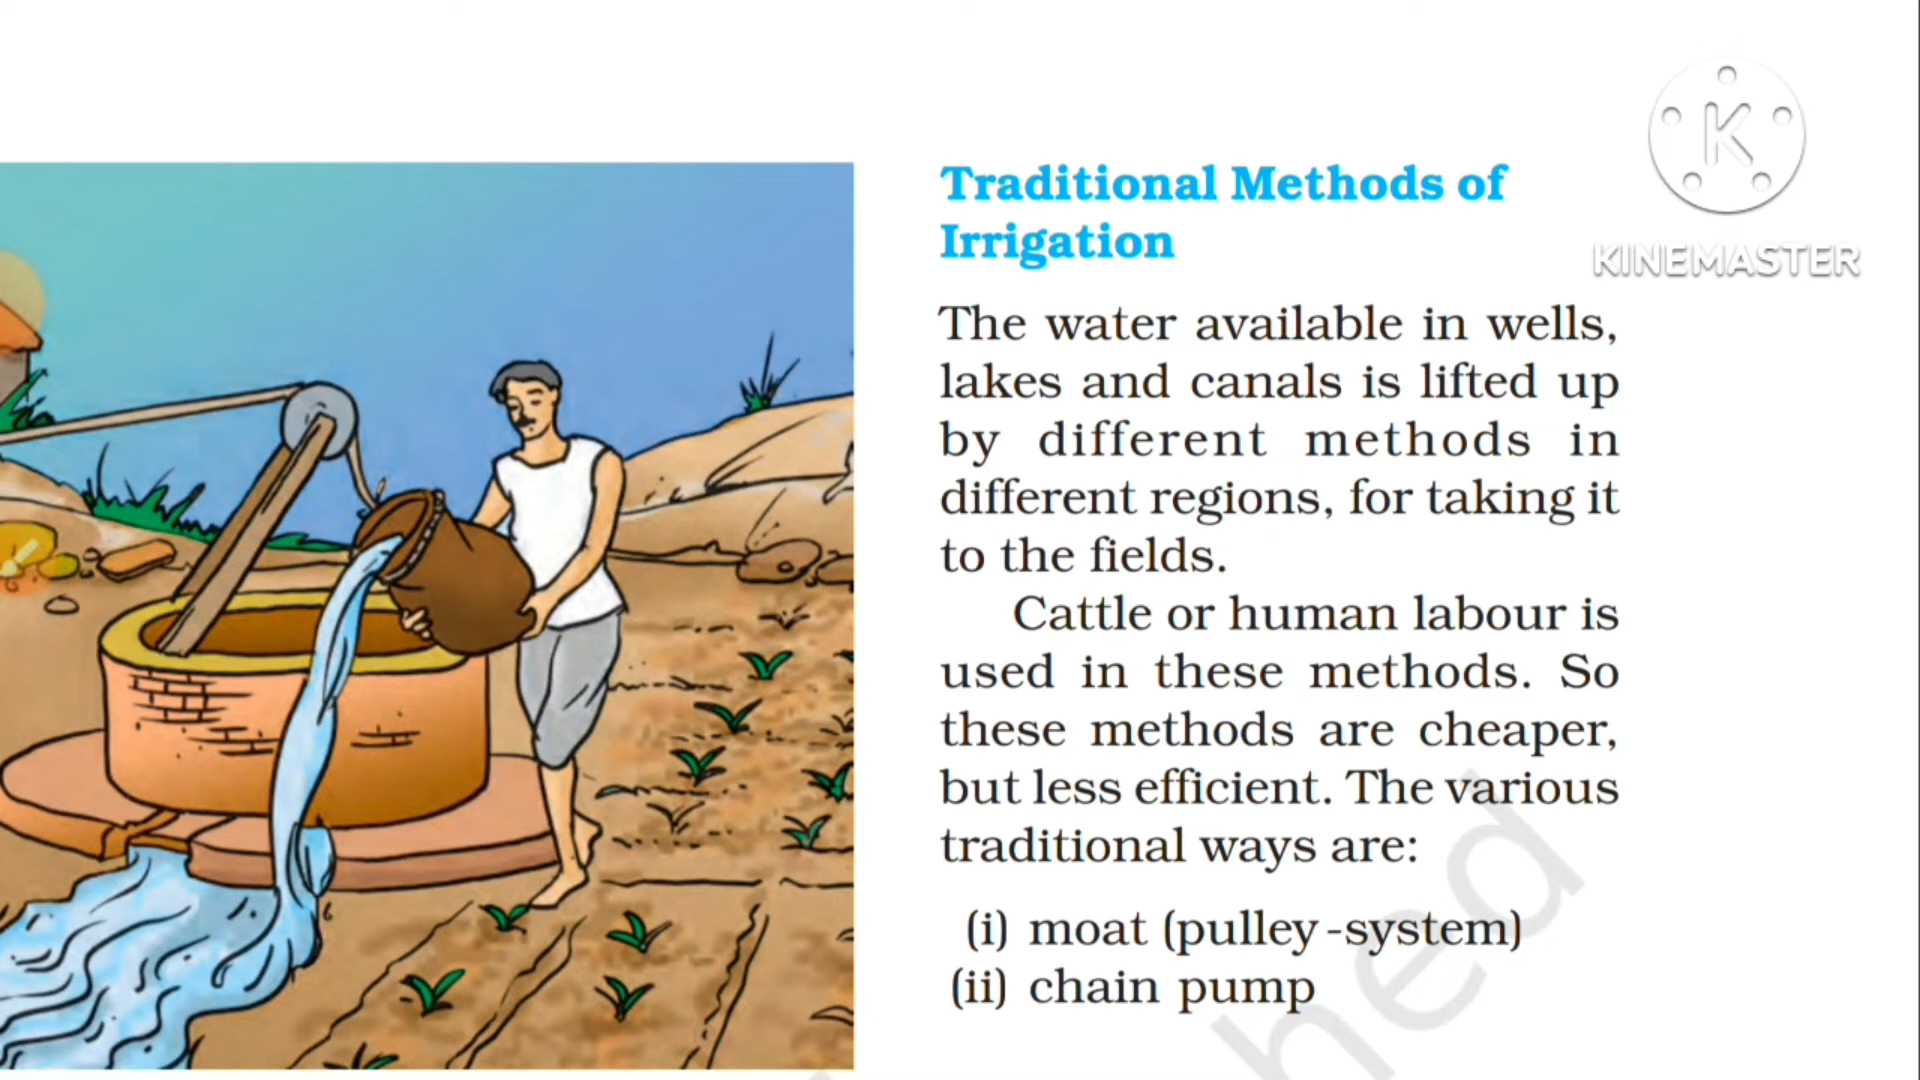 Traditional Methods of
Irrigation
The water available in wells,
lakes and canals is lifted up
by different methods in
different regions, for taking it
to the fields.
Cattle or human labour is
used in these methods. So
these methods are cheaper,
but less efficient. The various
traditional ways are:
(i) moat (pulley-system)
(ii) chain pump
K
KINEMASTER
hed